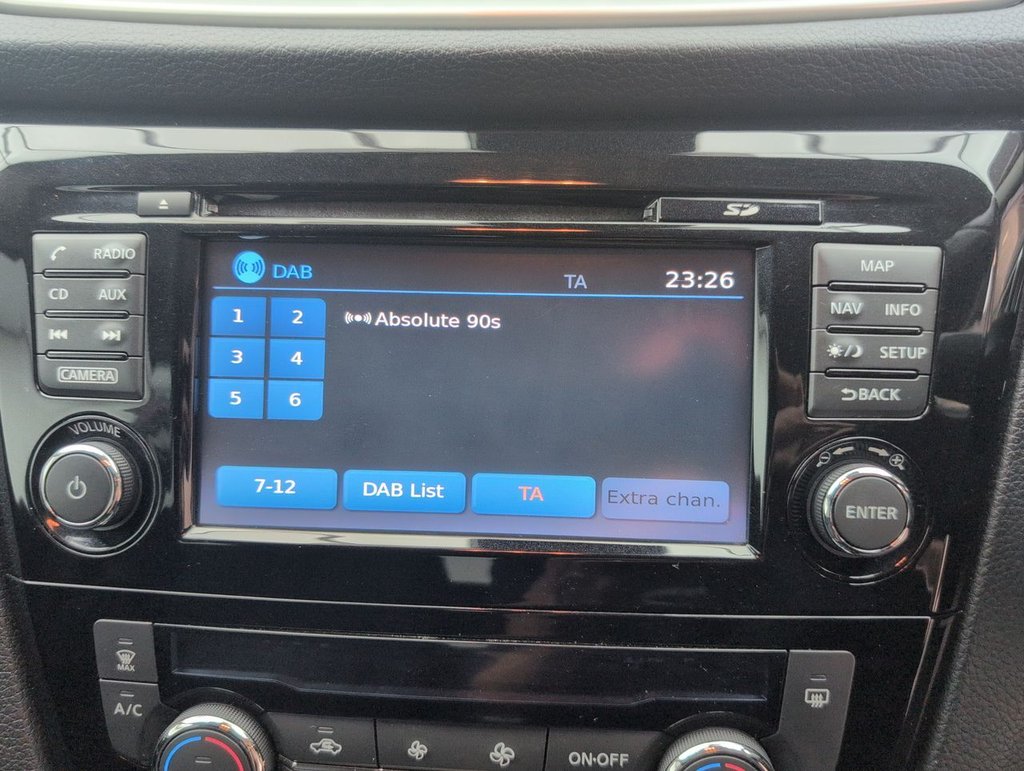 SD
RADIO
CD AUX
CAMERA
VOLUME
DAB TA 23:26
1 2
3 4
5 6
Absolute 90s
7-12 DAB List TA Extra chan.
MAP
NAV INFO
SETUP
BACK
ENTER
MAX
A/C
ON·OFF